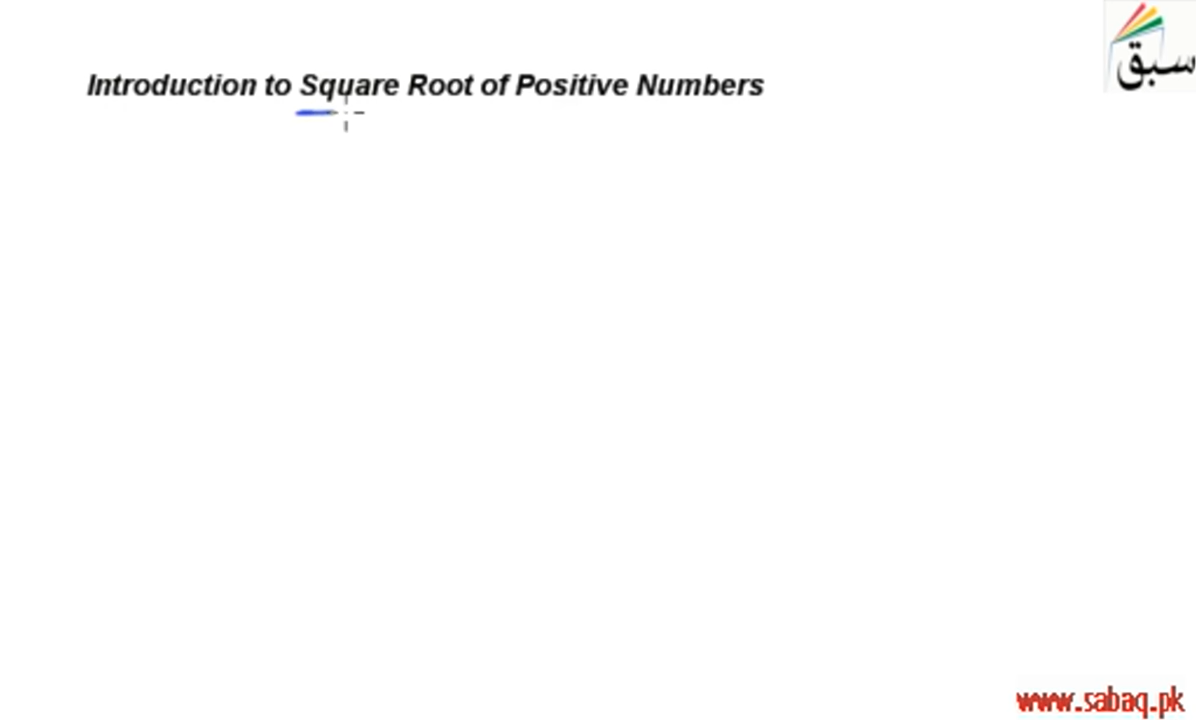 سبق
Introduction to Square Root of Positive Numbers
www.sabaq.pk